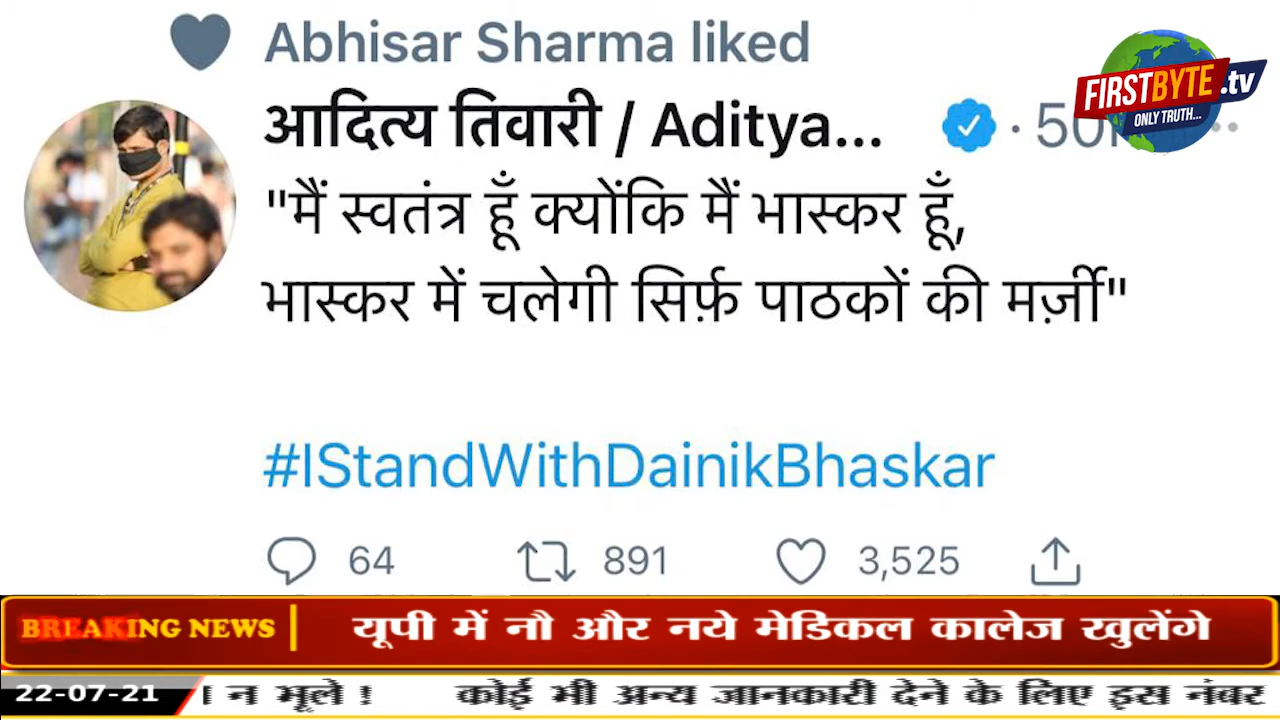 Abhisar Sharma liked
FIRSTBYTE.tv
ONLY TRUTH...
आदित्य तिवारी / Aditya...
"मैं स्वतंत्र हूँ क्योंकि मैं भास्कर हूँ,
भास्कर में चलेगी सिर्फ़ पाठकों की मर्ज़ी"
#IStandWithDainikBhaskar
64 891 3,525
BREAKING NEWS | यूपी में नौ और नये मेडिकल कालेज खुलेंगे
22-07-21 । न भूले ! कोई भी अन्य जानकारी देने के लिए इस नंबर